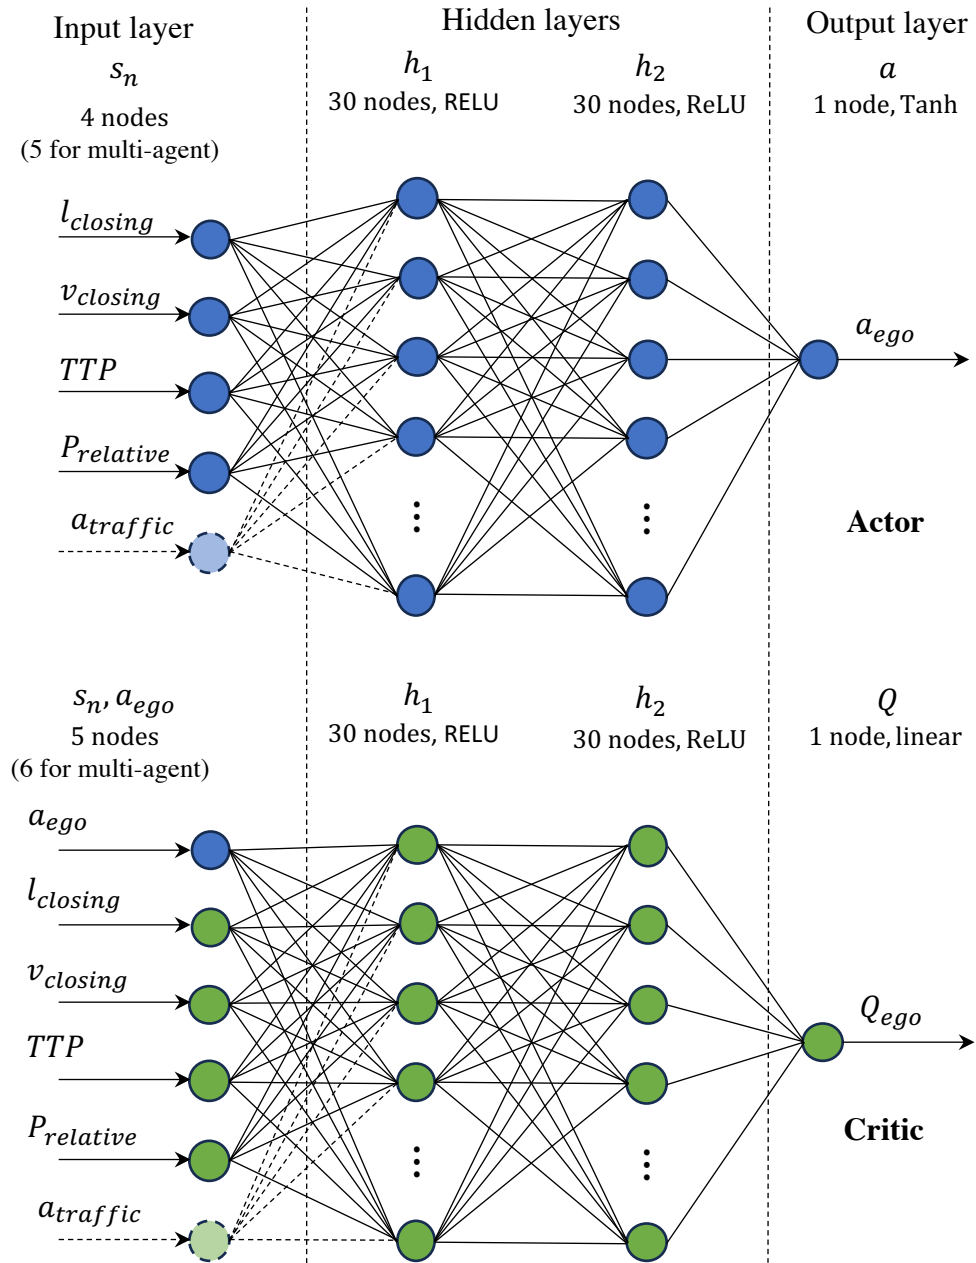 Input layer
Hidden layers
Output layer
s_n
h_1
h_2
a
4 nodes
(5 for multi-agent)
30 nodes, RELU
30 nodes, ReLU
1 node, Tanh
l_closing
v_closing
TTP
P_relative
a_traffic
a_ego
Actor
s_n, a_ego
h_1
h_2
Q
5 nodes
(6 for multi-agent)
30 nodes, RELU
30 nodes, ReLU
1 node, linear
a_ego
l_closing
v_closing
TTP
P_relative
a_traffic
Q_ego
Critic